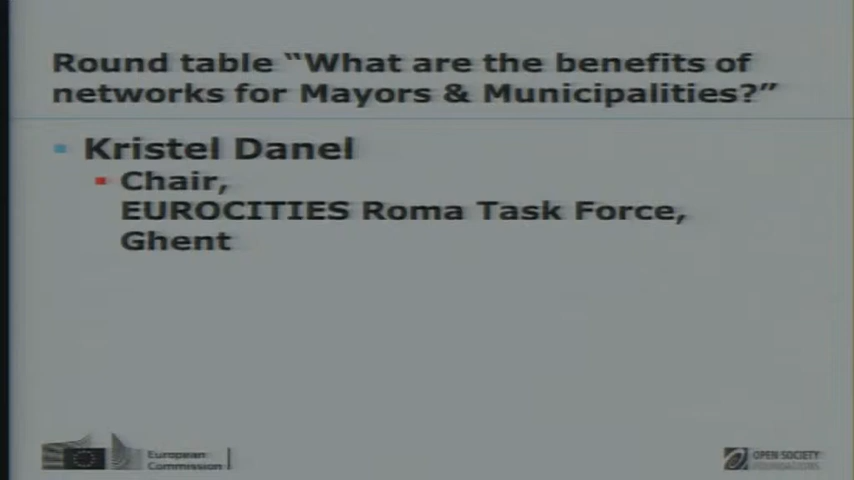 Round table “What are the benefits of
networks for Mayors & Municipalities?”
Kristel Danel
Chair,
EUROCITIES Roma Task Force,
Ghent
European
Commission
OPEN SOCIETY
FOUNDATIONS